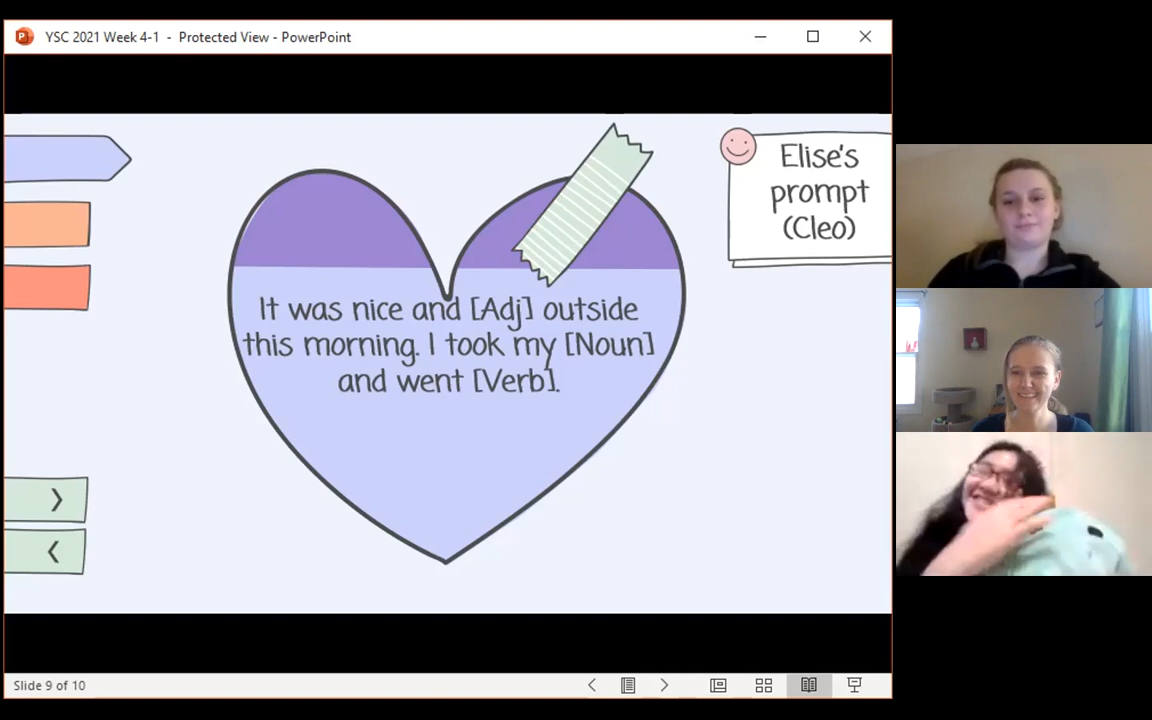 YSC 2021 Week 4-1 - Protected View - PowerPoint
Elise's
prompt
(Cleo)
It was nice and [Adj] outside
this morning. I took my [Noun]
and went [Verb].
Slide 9 of 10